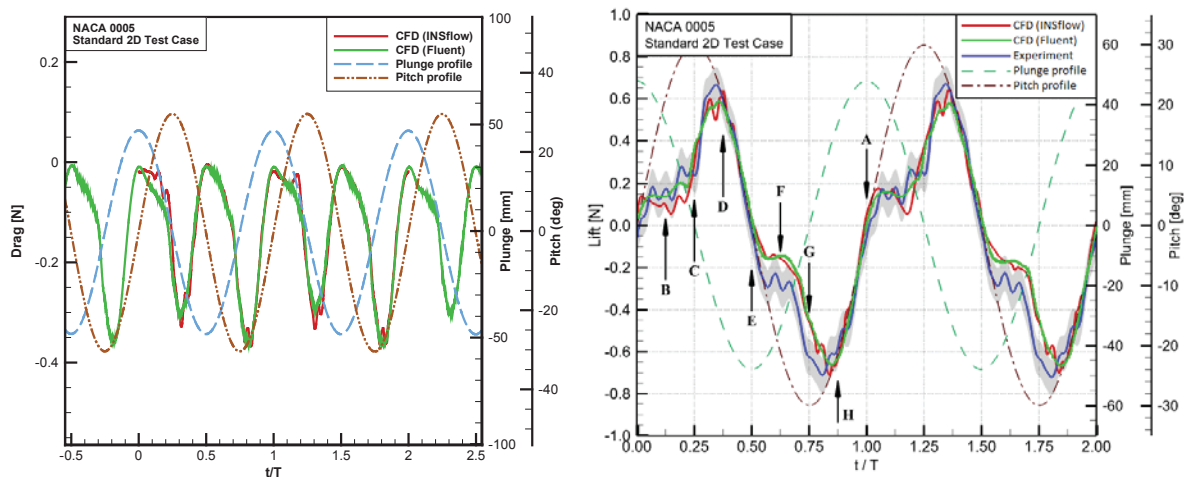 NACA 0005
Standard 2D Test Case
CFD (INSflow)
CFD (Fluent)
Plunge profile
Pitch profile
0.2
0
-0.2
-0.4
Drag [N]
-0.5
0
0.5
1
1.5
2
2.5
t/T
100
50
0
-50
-100
Plunge [mm]
40
20
0
-20
-40
Pitch (deg)
NACA 0005
Standard 2D Test Case
CFD (INSflow)
CFD (Fluent)
Experiment
Plunge profile
Pitch profile
1.0
0.8
0.6
0.4
0.2
0.0
-0.2
-0.4
-0.6
-0.8
-1.0
Lift [N]
A
B
C
D
E
F
G
H
0.00
0.25
0.50
0.75
1.00
1.25
1.50
1.75
2.00
t / T
60
40
20
0
-20
-40
-60
Plunge [mm]
30
20
10
0
-10
-20
-30
Pitch [deg]